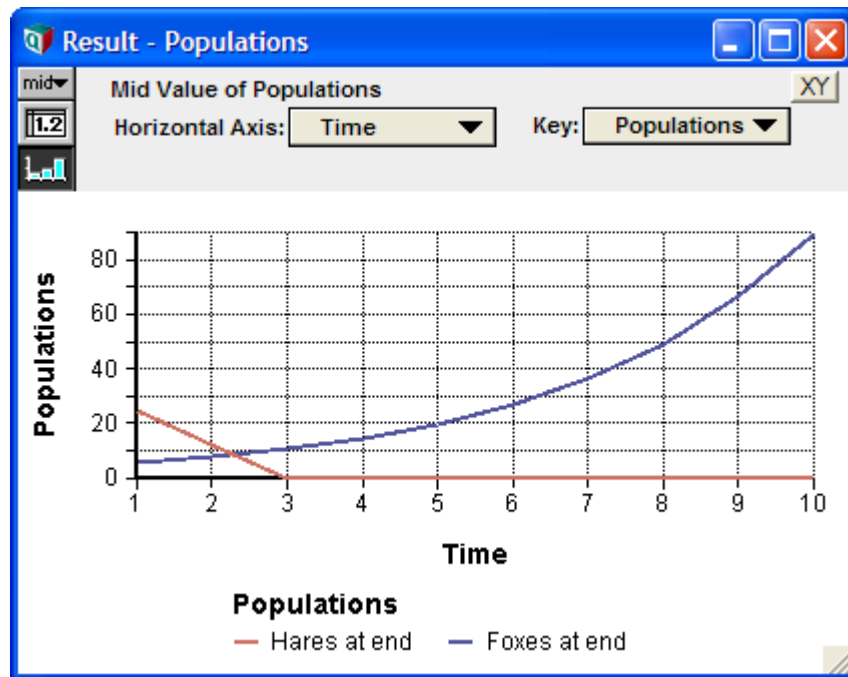 Result - Populations
mid
Mid Value of Populations
XY
1.2
Horizontal Axis: Time Key: Populations
Populations
80
60
40
20
0
1 2 3 4 5 6 7 8 9 10
Time
Populations
Hares at end Foxes at end